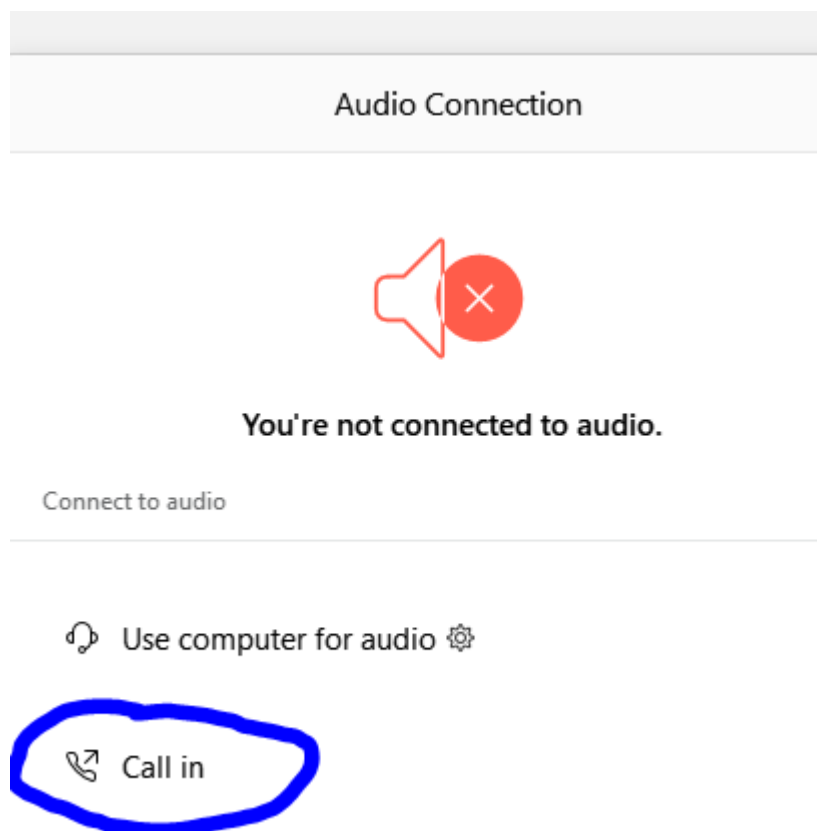 Audio Connection
You're not connected to audio.
Connect to audio
Use computer for audio
Call in